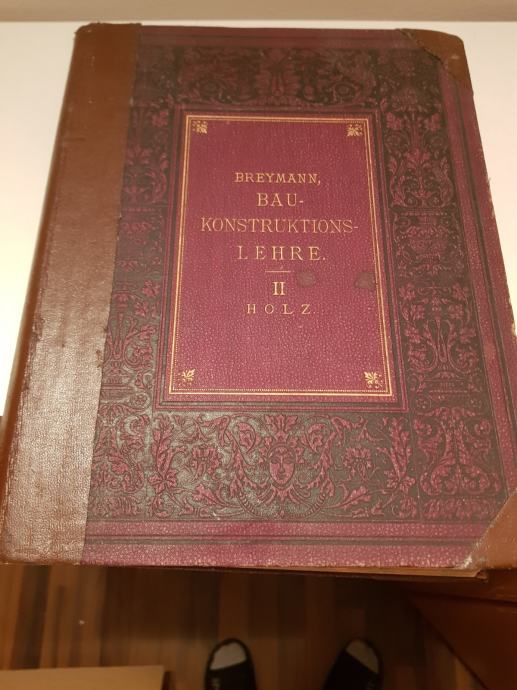 BREYMANN,
BAU-
KONSTRUKTIONS-
LEHRE.
II
HOLZ